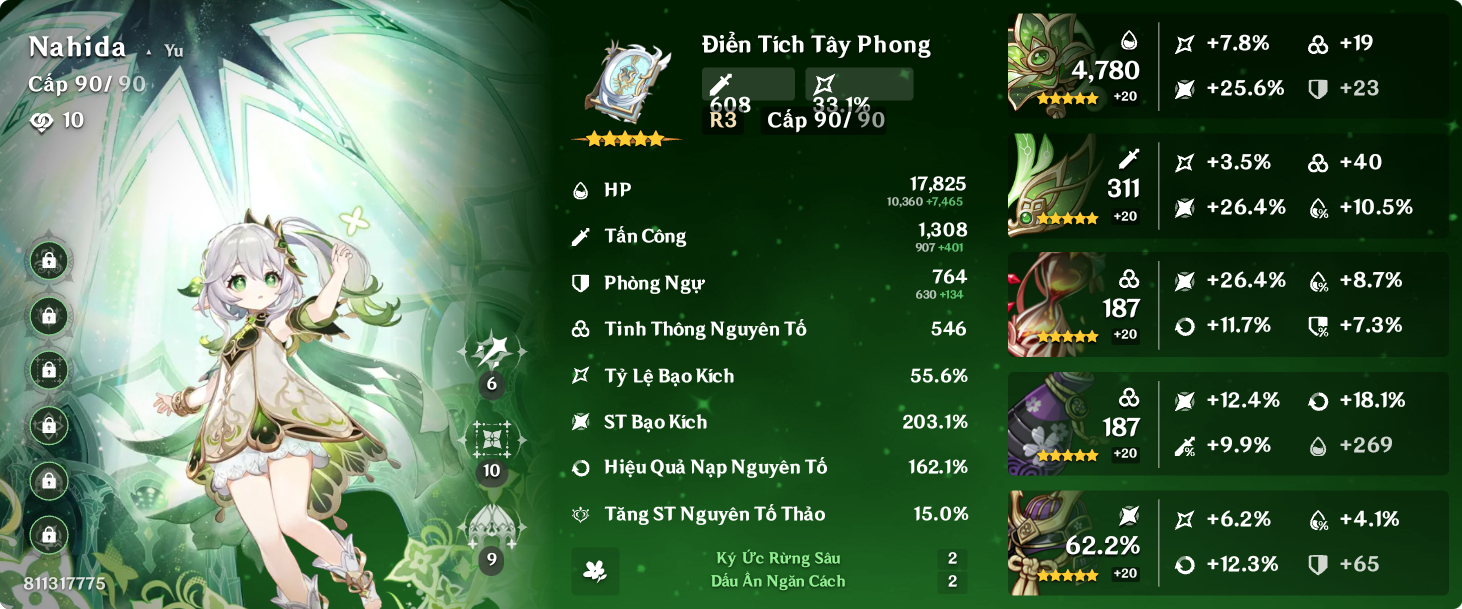 Nahida • Yu
Cấp 90/ 90
10
6
10
9
811317775
Điển Tích Tây Phong
608 33.1%
R3 Cấp 90/ 90
HP 17,825
10,360 +7,465
Tấn Công 1,308
907 +401
Phòng Ngự 764
630 +134
Tinh Thông Nguyên Tố 546
Tỷ Lệ Bạo Kích 55.6%
ST Bạo Kích 203.1%
Hiệu Quả Nạp Nguyên Tố 162.1%
Tăng ST Nguyên Tố Thảo 15.0%
Ký Ức Rừng Sâu 2
Dấu Ấn Ngăn Cách 2
4,780
+20
+7.8% +19
+25.6% +23
311
+20
+3.5% +40
+26.4% +10.5%
187
+20
+26.4% +8.7%
+11.7% +7.3%
187
+20
+12.4% +18.1%
+9.9% +269
62.2%
+20
+6.2% +4.1%
+12.3% +65